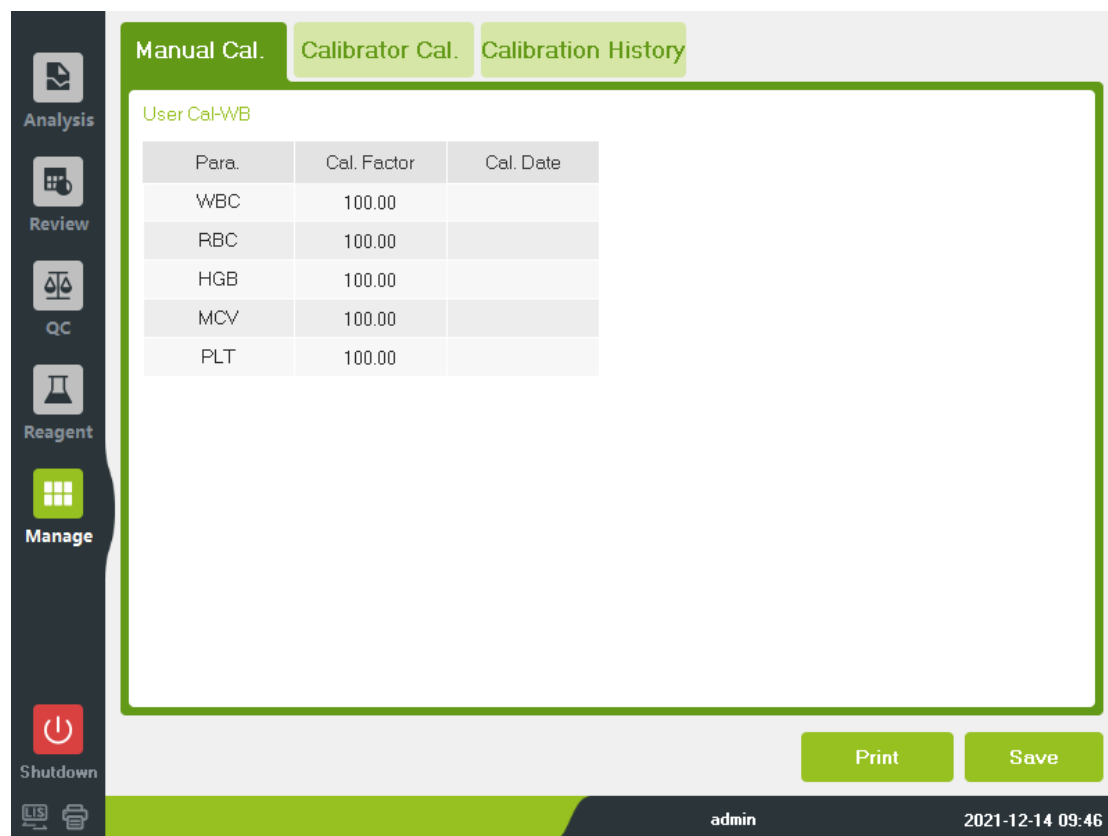 Manual Cal. Calibrator Cal. Calibration History
Analysis
Review
QC
Reagent
Manage
Shutdown
LIS
User Cal-WB
Para. Cal. Factor Cal. Date
WBC 100.00
RBC 100.00
HGB 100.00
MCV 100.00
PLT 100.00
Print Save
admin 2021-12-14 09:46